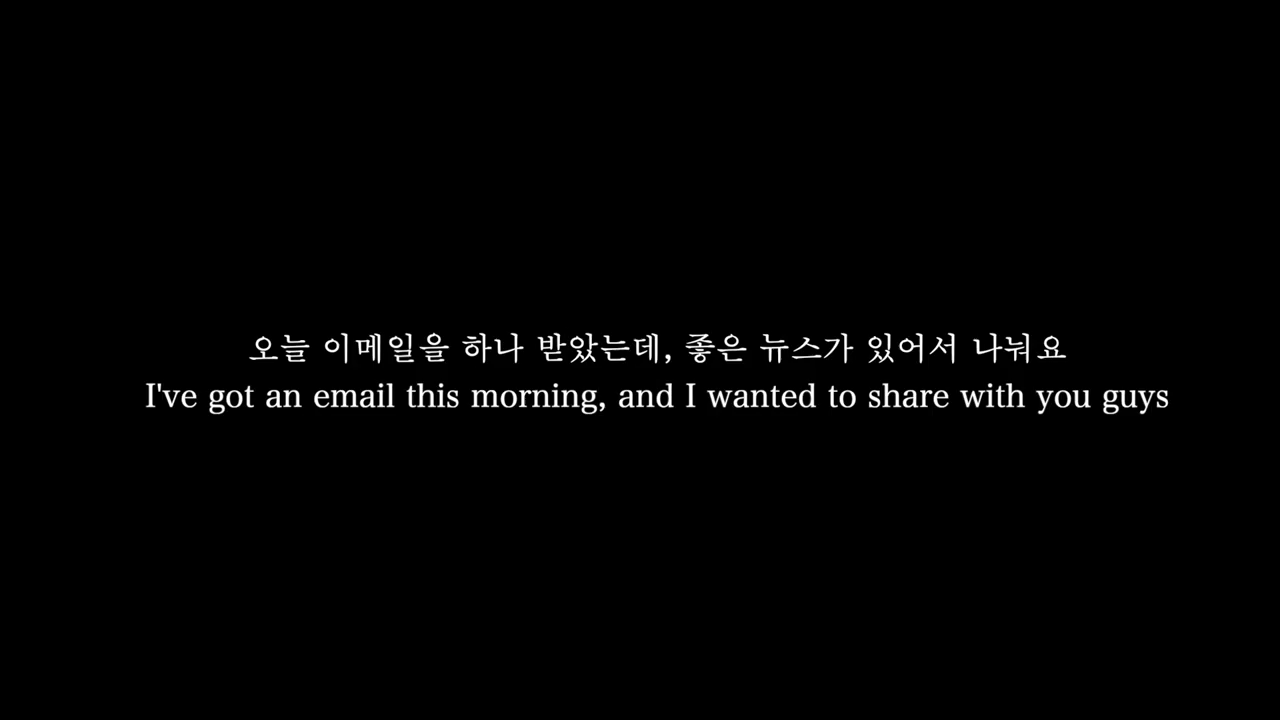 오늘 이메일을 하나 받았는데, 좋은 뉴스가 있어서 나눠요
I've got an email this morning, and I wanted to share with you guys